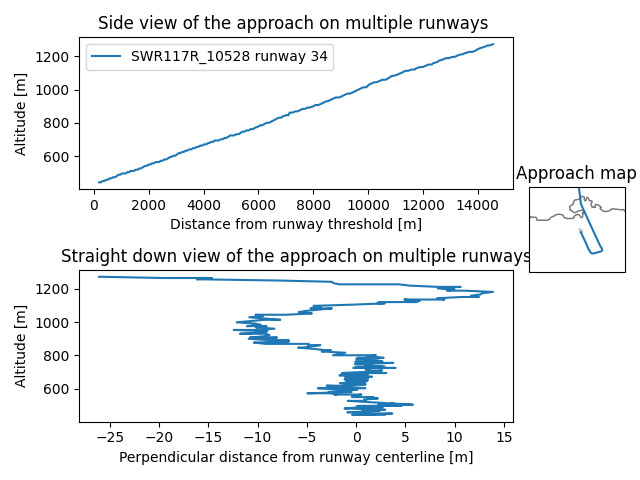 Side view of the approach on multiple runways
SWR117R_10528 runway 34
Altitude [m]
1200
1000
800
600
0 2000 4000 6000 8000 10000 12000 14000
Distance from runway threshold [m]
Approach map
Straight down view of the approach on multiple runways
Altitude [m]
1200
1000
800
600
−25 −20 −15 −10 −5 0 5 10 15
Perpendicular distance from runway centerline [m]